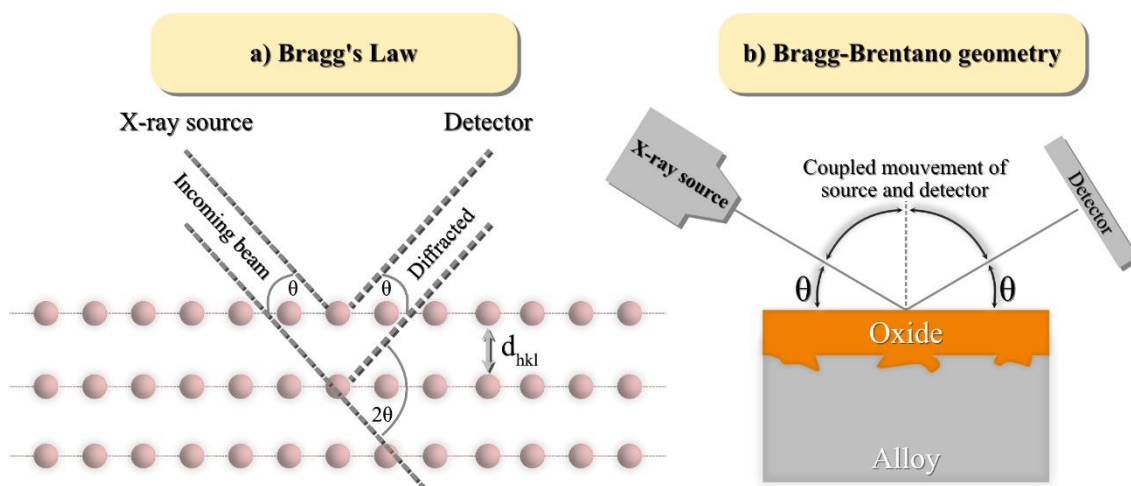 a) Bragg's Law
X-ray source
Detector
Incoming beam
Diffracted
θ
θ
d_hkl
2θ
b) Bragg-Brentano geometry
X-ray source
Coupled mouvement of
source and detector
Detector
θ
θ
Oxide
Alloy